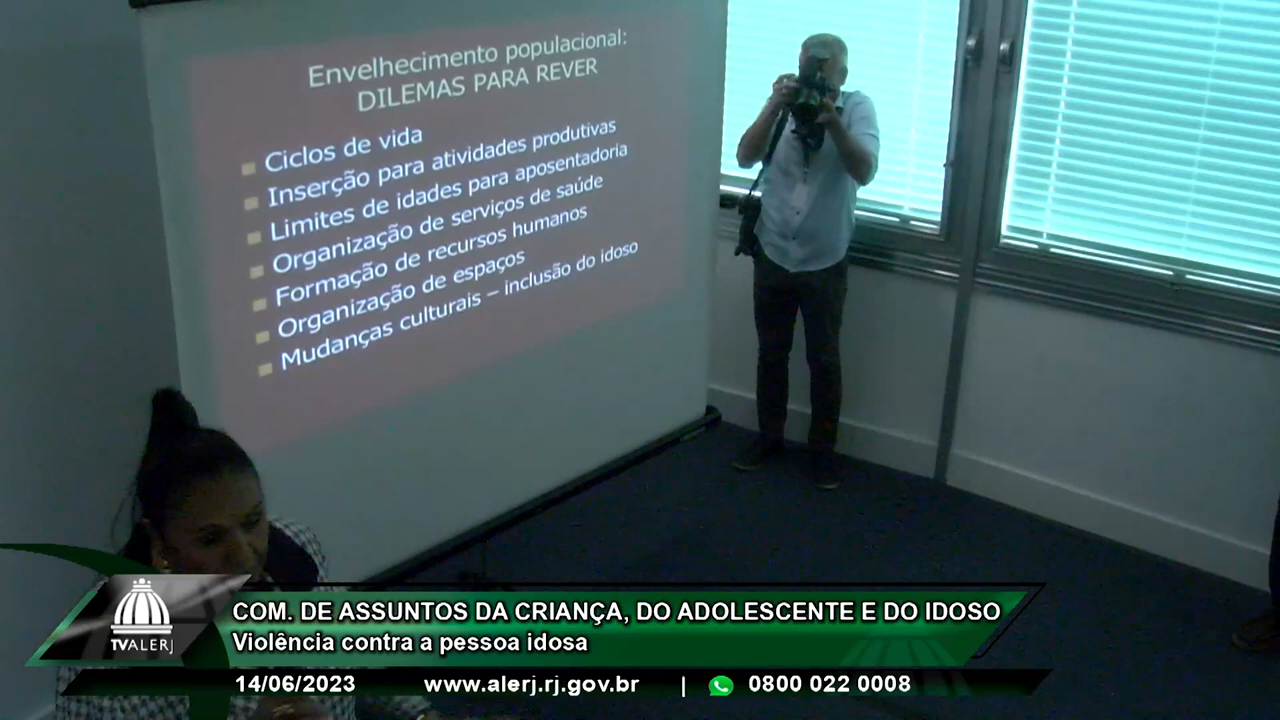 Envelhecimento populacional:
DILEMAS PARA REVER
Ciclos de vida
Inserção para atividades produtivas
Limites de idades para aposentadoria
Organização de serviços de saúde
Formação de recursos humanos
Organização de espaços
Mudanças culturais – inclusão do idoso
COM. DE ASSUNTOS DA CRIANÇA, DO ADOLESCENTE E DO IDOSO
Violência contra a pessoa idosa
TVALERJ
14/06/2023 www.alerj.rj.gov.br | 0800 022 0008